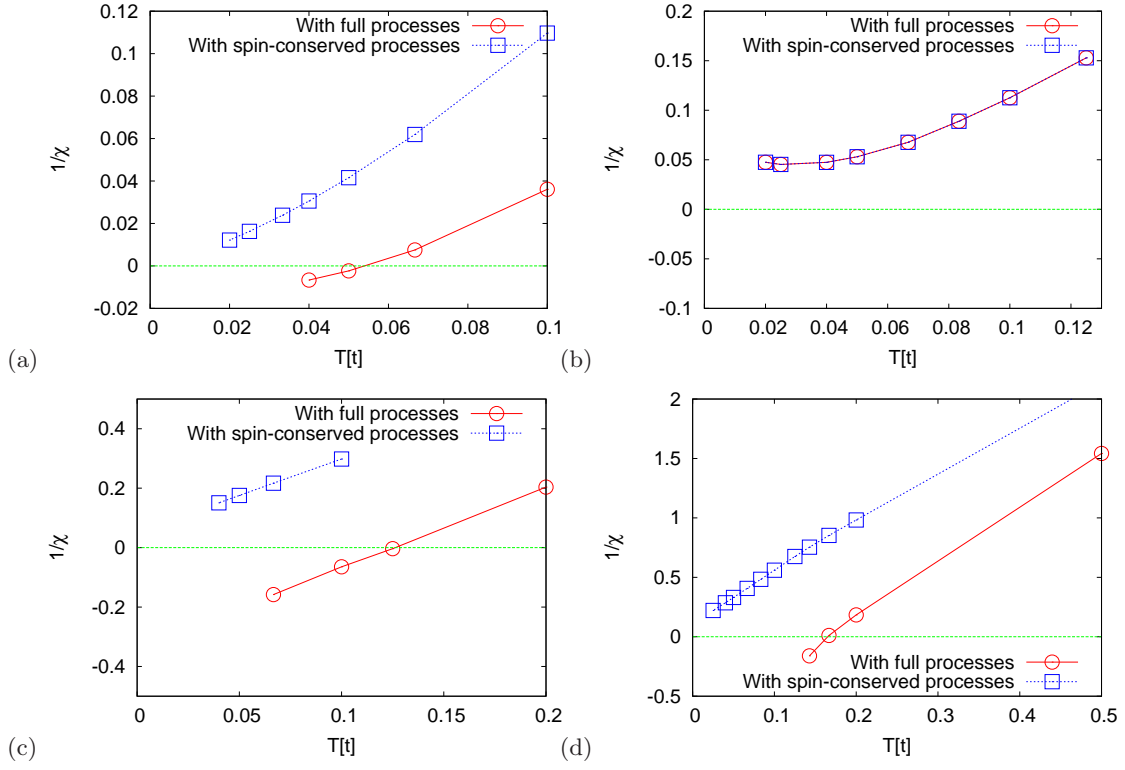 With full processes
With spin-conserved processes
0.12
0.1
0.08
0.06
0.04
0.02
0
-0.02
1/χ
0
0.02
0.04
0.06
0.08
0.1
T[t]
(a)
With full processes
With spin-conserved processes
0.2
0.15
0.1
0.05
0
-0.05
-0.1
1/χ
0
0.02
0.04
0.06
0.08
0.1
0.12
T[t]
(b)
With full processes
With spin-conserved processes
0.4
0.2
0
-0.2
-0.4
1/χ
0
0.05
0.1
0.15
0.2
T[t]
(c)
2
1.5
1
0.5
0
-0.5
1/χ
With full processes
With spin-conserved processes
0
0.1
0.2
0.3
0.4
0.5
T[t]
(d)